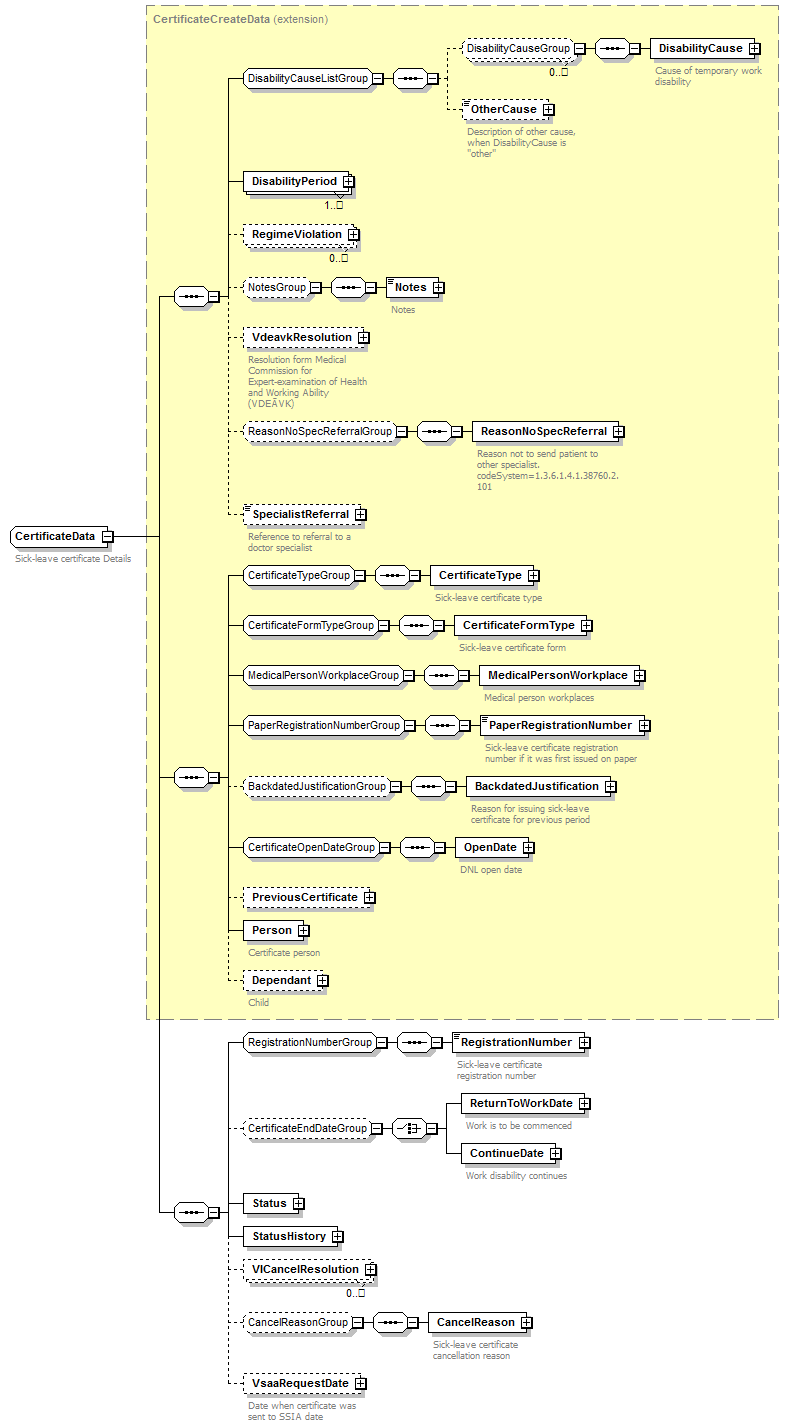 CertificateCreateData (extension)
DisabilityCauseGroup
DisabilityCause
0..
Cause of temporary work
disability
DisabilityCauseListGroup
OtherCause
Description of other cause,
when DisabilityCause is
"other"
DisabilityPeriod
1..
RegimeViolation
0..
NotesGroup
Notes
Notes
VdeavkResolution
Resolution form Medical
Commission for
Expert-examination of Health
and Working Ability
(VDEĀVK)
ReasonNoSpecReferralGroup
ReasonNoSpecReferral
Reason not to send patient to
other specialist.
codeSystem=1.3.6.1.4.1.38760.2.
101
SpecialistReferral
Reference to referral to a
doctor specialist
CertificateData
Sick-leave certificate Details
CertificateTypeGroup
CertificateType
Sick-leave certificate type
CertificateFormTypeGroup
CertificateFormType
Sick-leave certificate form
MedicalPersonWorkplaceGroup
MedicalPersonWorkplace
Medical person workplaces
PaperRegistrationNumberGroup
PaperRegistrationNumber
Sick-leave certificate registration
number if it was first issued on paper
BackdatedJustificationGroup
BackdatedJustification
Reason for issuing sick-leave
certificate for previous period
CertificateOpenDateGroup
OpenDate
DNL open date
PreviousCertificate
Person
Certificate person
Dependant
Child
RegistrationNumberGroup
RegistrationNumber
Sick-leave certificate
registration number
ReturnToWorkDate
Work is to be commenced
CertificateEndDateGroup
ContinueDate
Work disability continues
Status
StatusHistory
VICancelResolution
0..
CancelReasonGroup
CancelReason
Sick-leave certificate
cancellation reason
VsaaRequestDate
Date when certificate was
sent to SSIA date